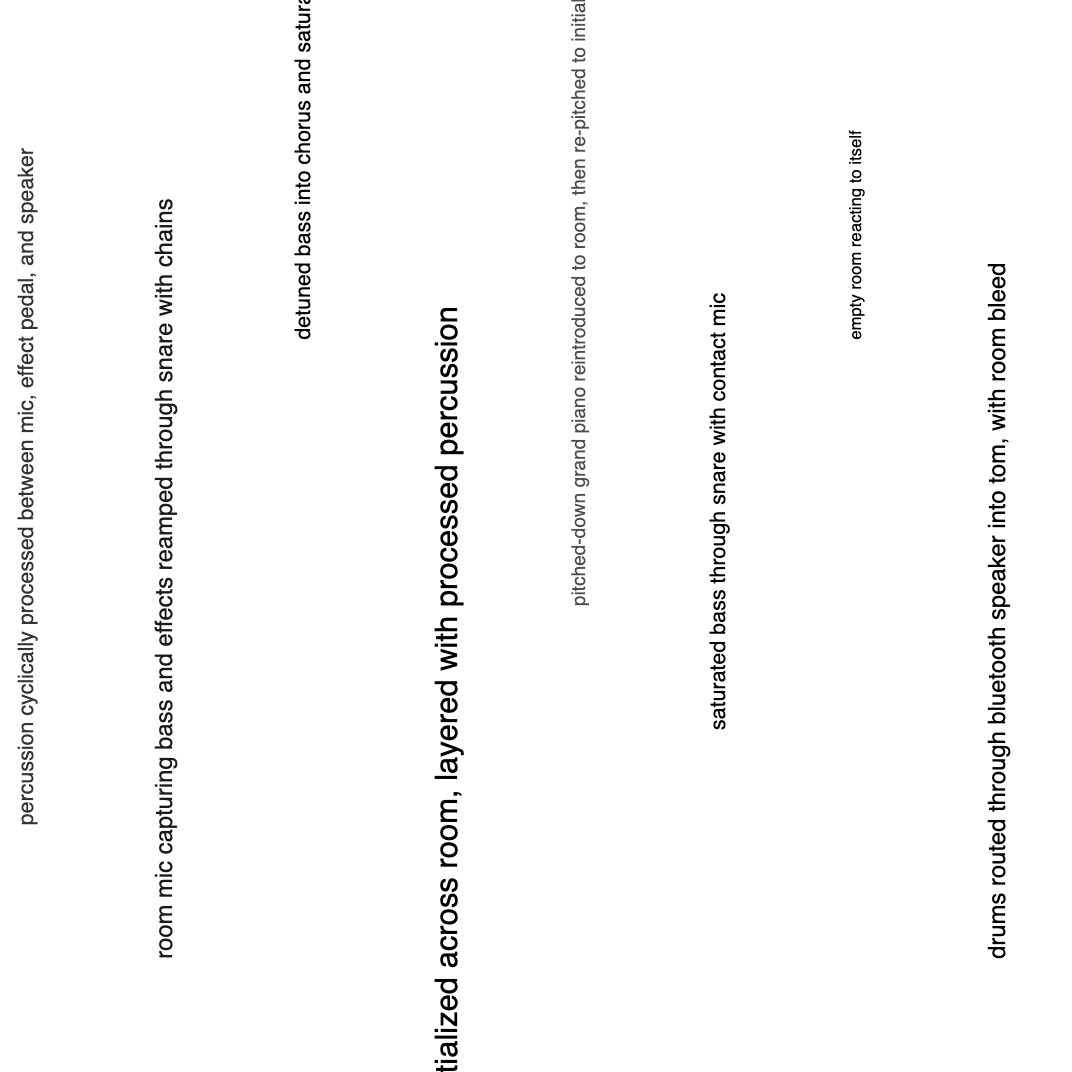 percussion cyclically processed between mic, effect pedal, and speaker
room mic capturing bass and effects reamped through snare with chains
detuned bass into chorus and satura
tialized across room, layered with processed percussion
pitched-down grand piano reintroduced to room, then re-pitched to initial
saturated bass through snare with contact mic
empty room reacting to itself
drums routed through bluetooth speaker into tom, with room bleed